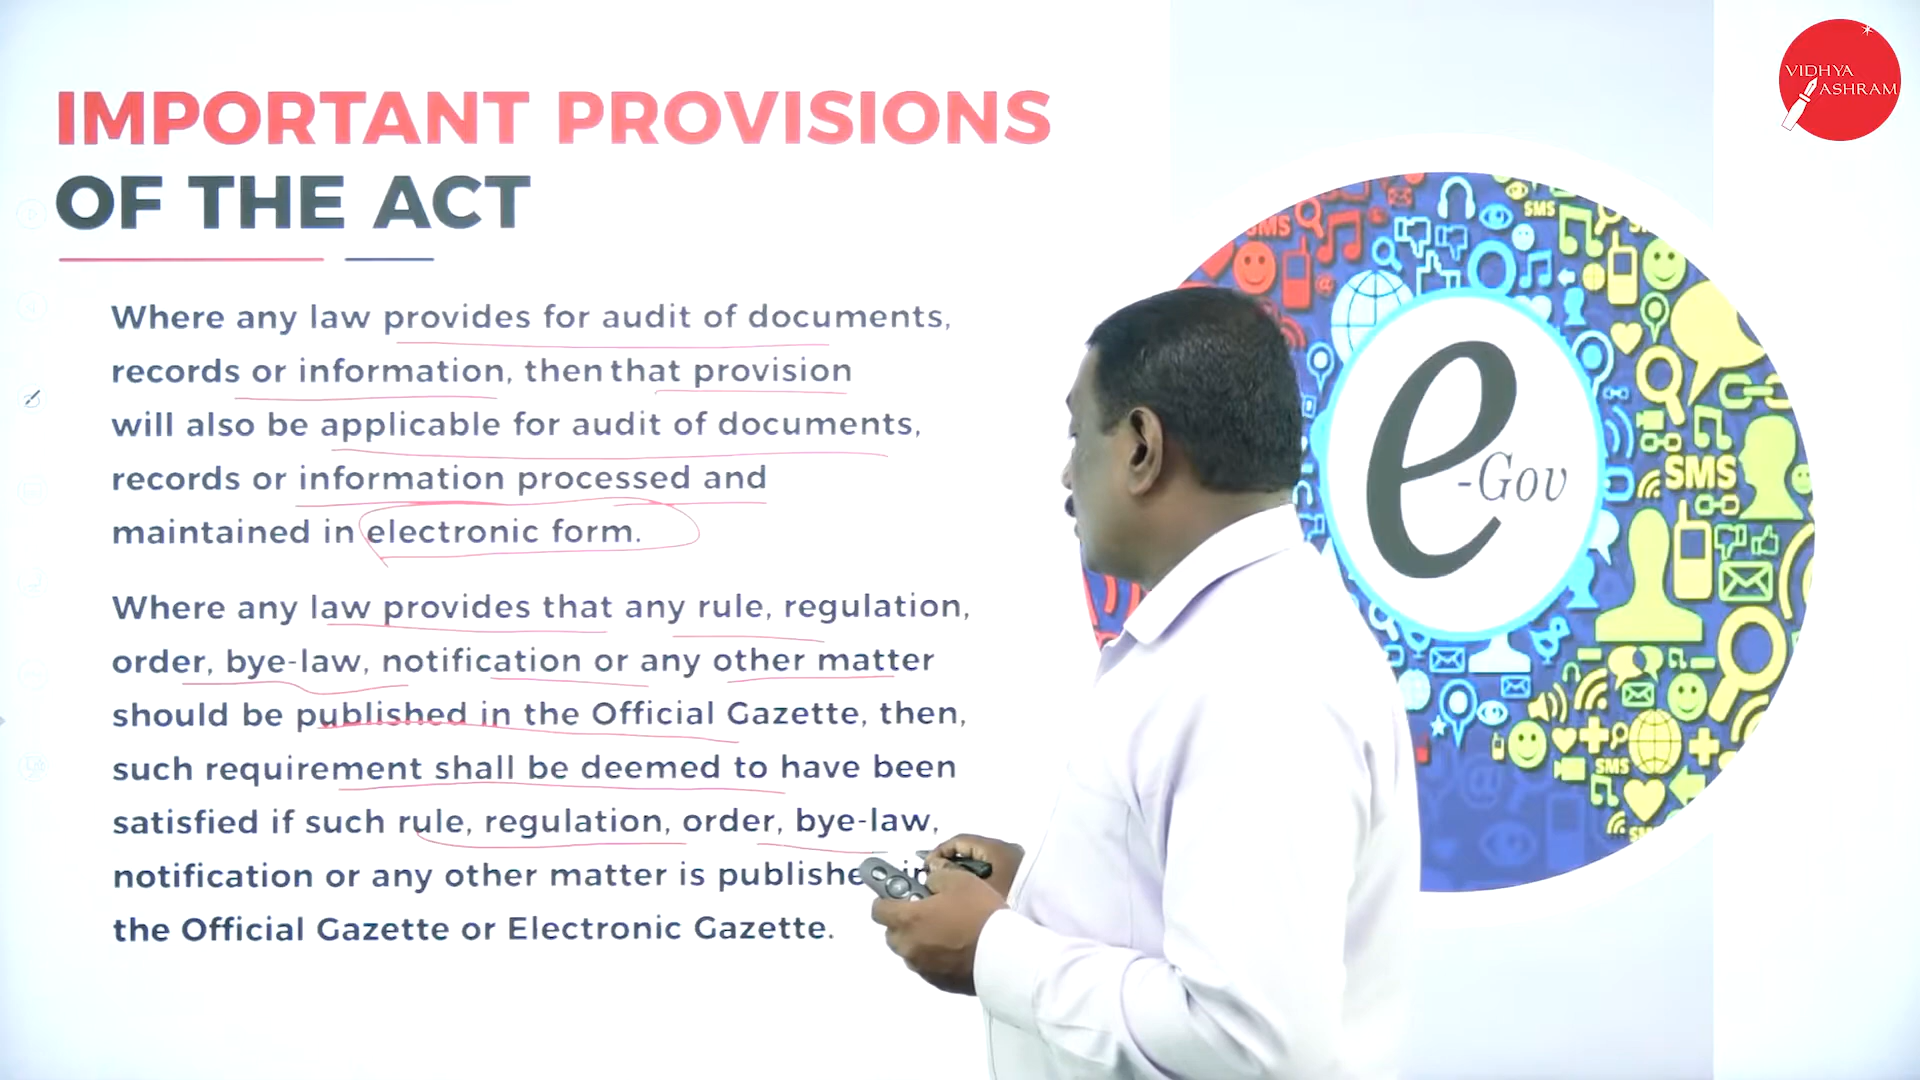 VIDHYA
ASHRAM
IMPORTANT PROVISIONS
OF THE ACT
Where any law provides for audit of documents,
records or information, then that provision
will also be applicable for audit of documents,
records or information processed and
maintained in electronic form.
Where any law provides that any rule, regulation,
order, bye-law, notification or any other matter
should be published in the Official Gazette, then,
such requirement shall be deemed to have been
satisfied if such rule, regulation, order, bye-law,
notification or any other matter is published in
the Official Gazette or Electronic Gazette.
e-Gov
SMS
SMS
SMS
SMS